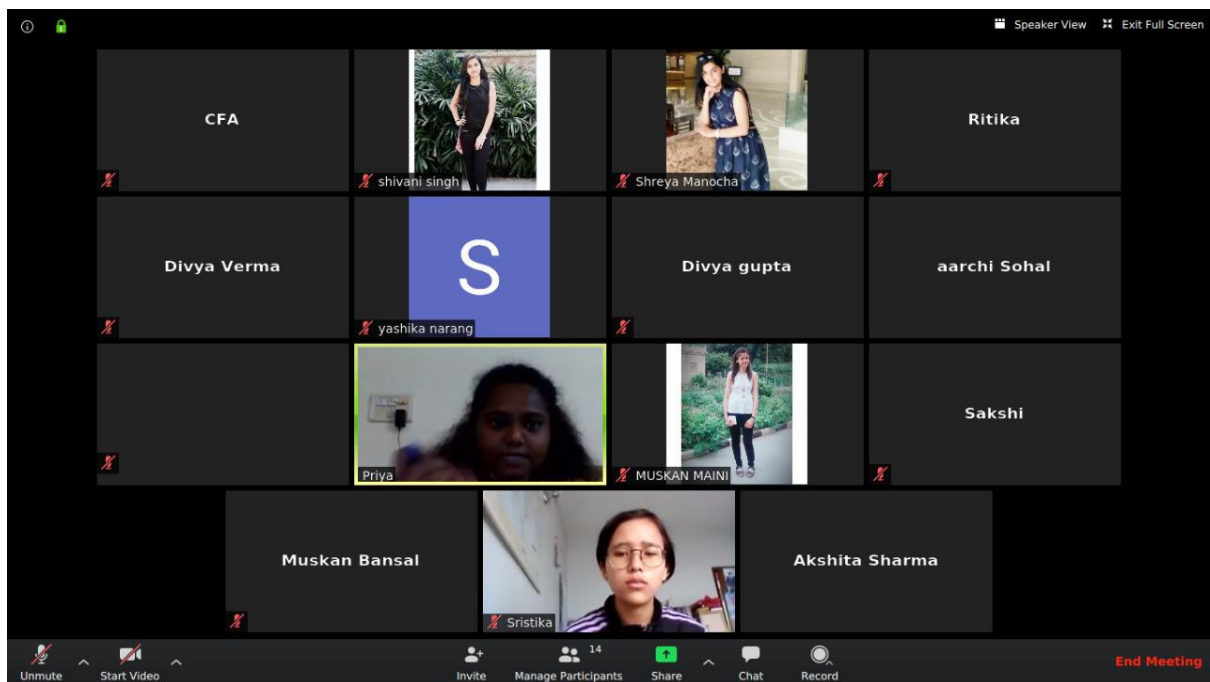 Speaker View Exit Full Screen
CFA
shivani singh
Shreya Manocha
Ritika
Divya Verma
S
yashika narang
Divya gupta
aarchi Sohal
Priya
MUSKAN MAINI
Sakshi
Muskan Bansal
Sristika
Akshita Sharma
Unmute
Start Video
Invite
14
Manage Participants
Share
Chat
Record
End Meeting